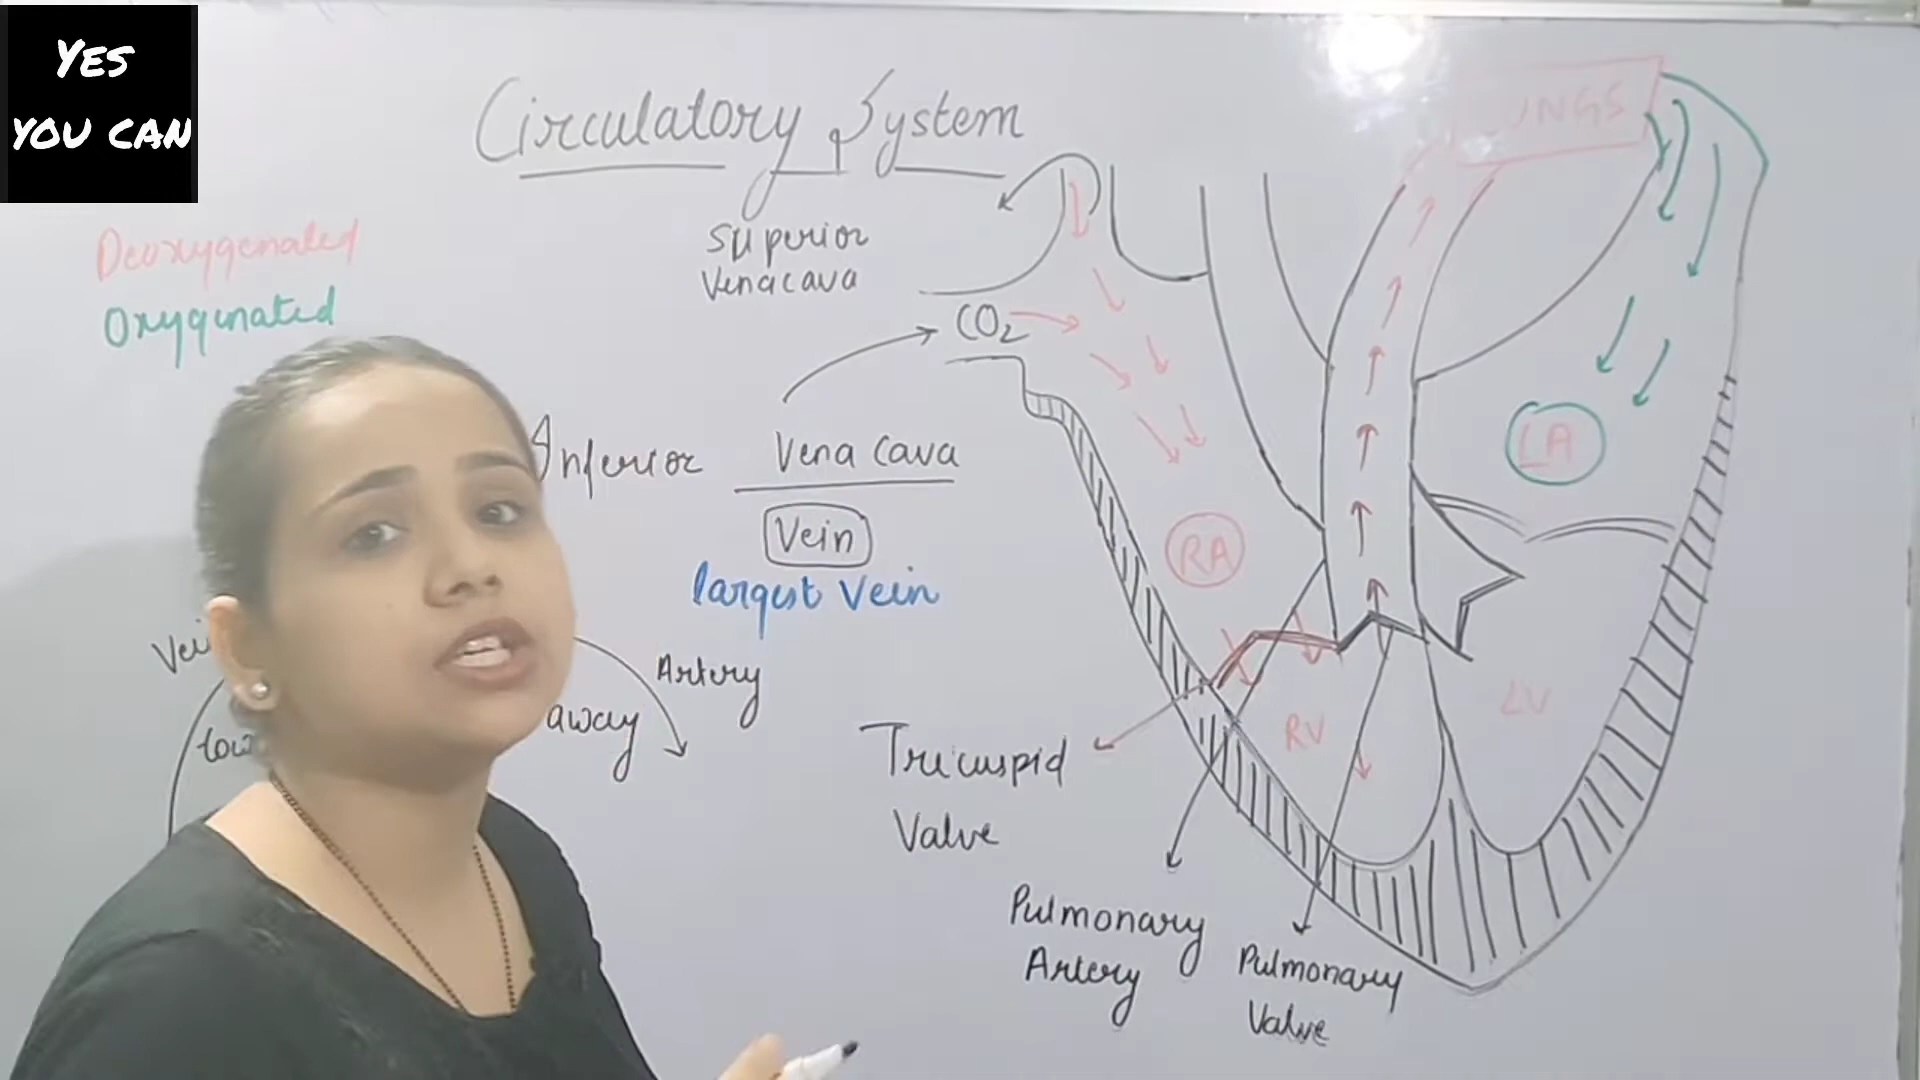 YES
YOU CAN
Circulatory System
LUNGS
Deoxygenated
Oxygenated
Superior
Venacava
CO2
Inferior Vena Cava
Vein
largest Vein
LA
RA
Artery
away
RV
LV
Tricuspid
Valve
Pulmonary
Artery
Pulmonary
Valve